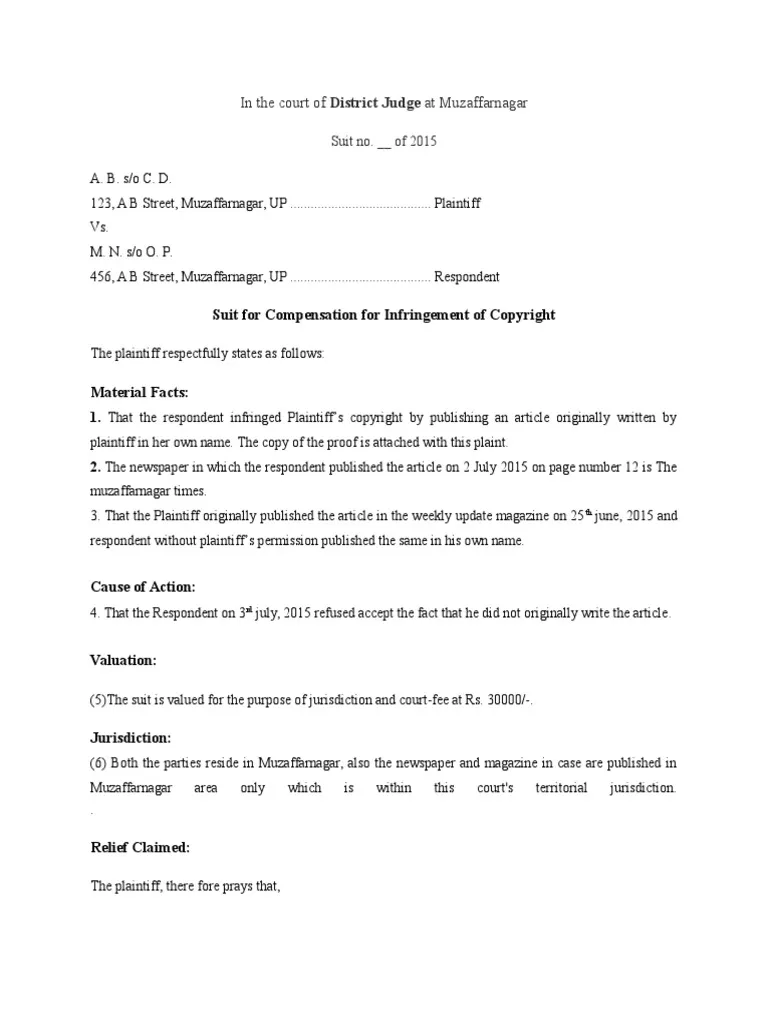 In the court of District Judge at Muzaffarnagar
Suit no. __ of 2015
A. B. s/o C. D.
123, A B Street, Muzaffarnagar, UP ......................................... Plaintiff
Vs.
M. N. s/o O. P.
456, A B Street, Muzaffarnagar, UP ......................................... Respondent
Suit for Compensation for Infringement of Copyright
The plaintiff respectfully states as follows:
Material Facts:
1. That the respondent infringed Plaintiff's copyright by publishing an article originally written by
plaintiff in her own name. The copy of the proof is attached with this plaint.
2. The newspaper in which the respondent published the article on 2 July 2015 on page number 12 is The
muzaffarnagar times.
3. That the Plaintiff originally published the article in the weekly update magazine on 25th june, 2015 and
respondent without plaintiff's permission published the same in his own name.
Cause of Action:
4. That the Respondent on 3rd july, 2015 refused accept the fact that he did not originally write the article.
Valuation:
(5)The suit is valued for the purpose of jurisdiction and court-fee at Rs. 30000/-.
Jurisdiction:
(6) Both the parties reside in Muzaffarnagar, also the newspaper and magazine in case are published in
Muzaffarnagar area only which is within this court's territorial jurisdiction.
.
Relief Claimed:
The plaintiff, there fore prays that,